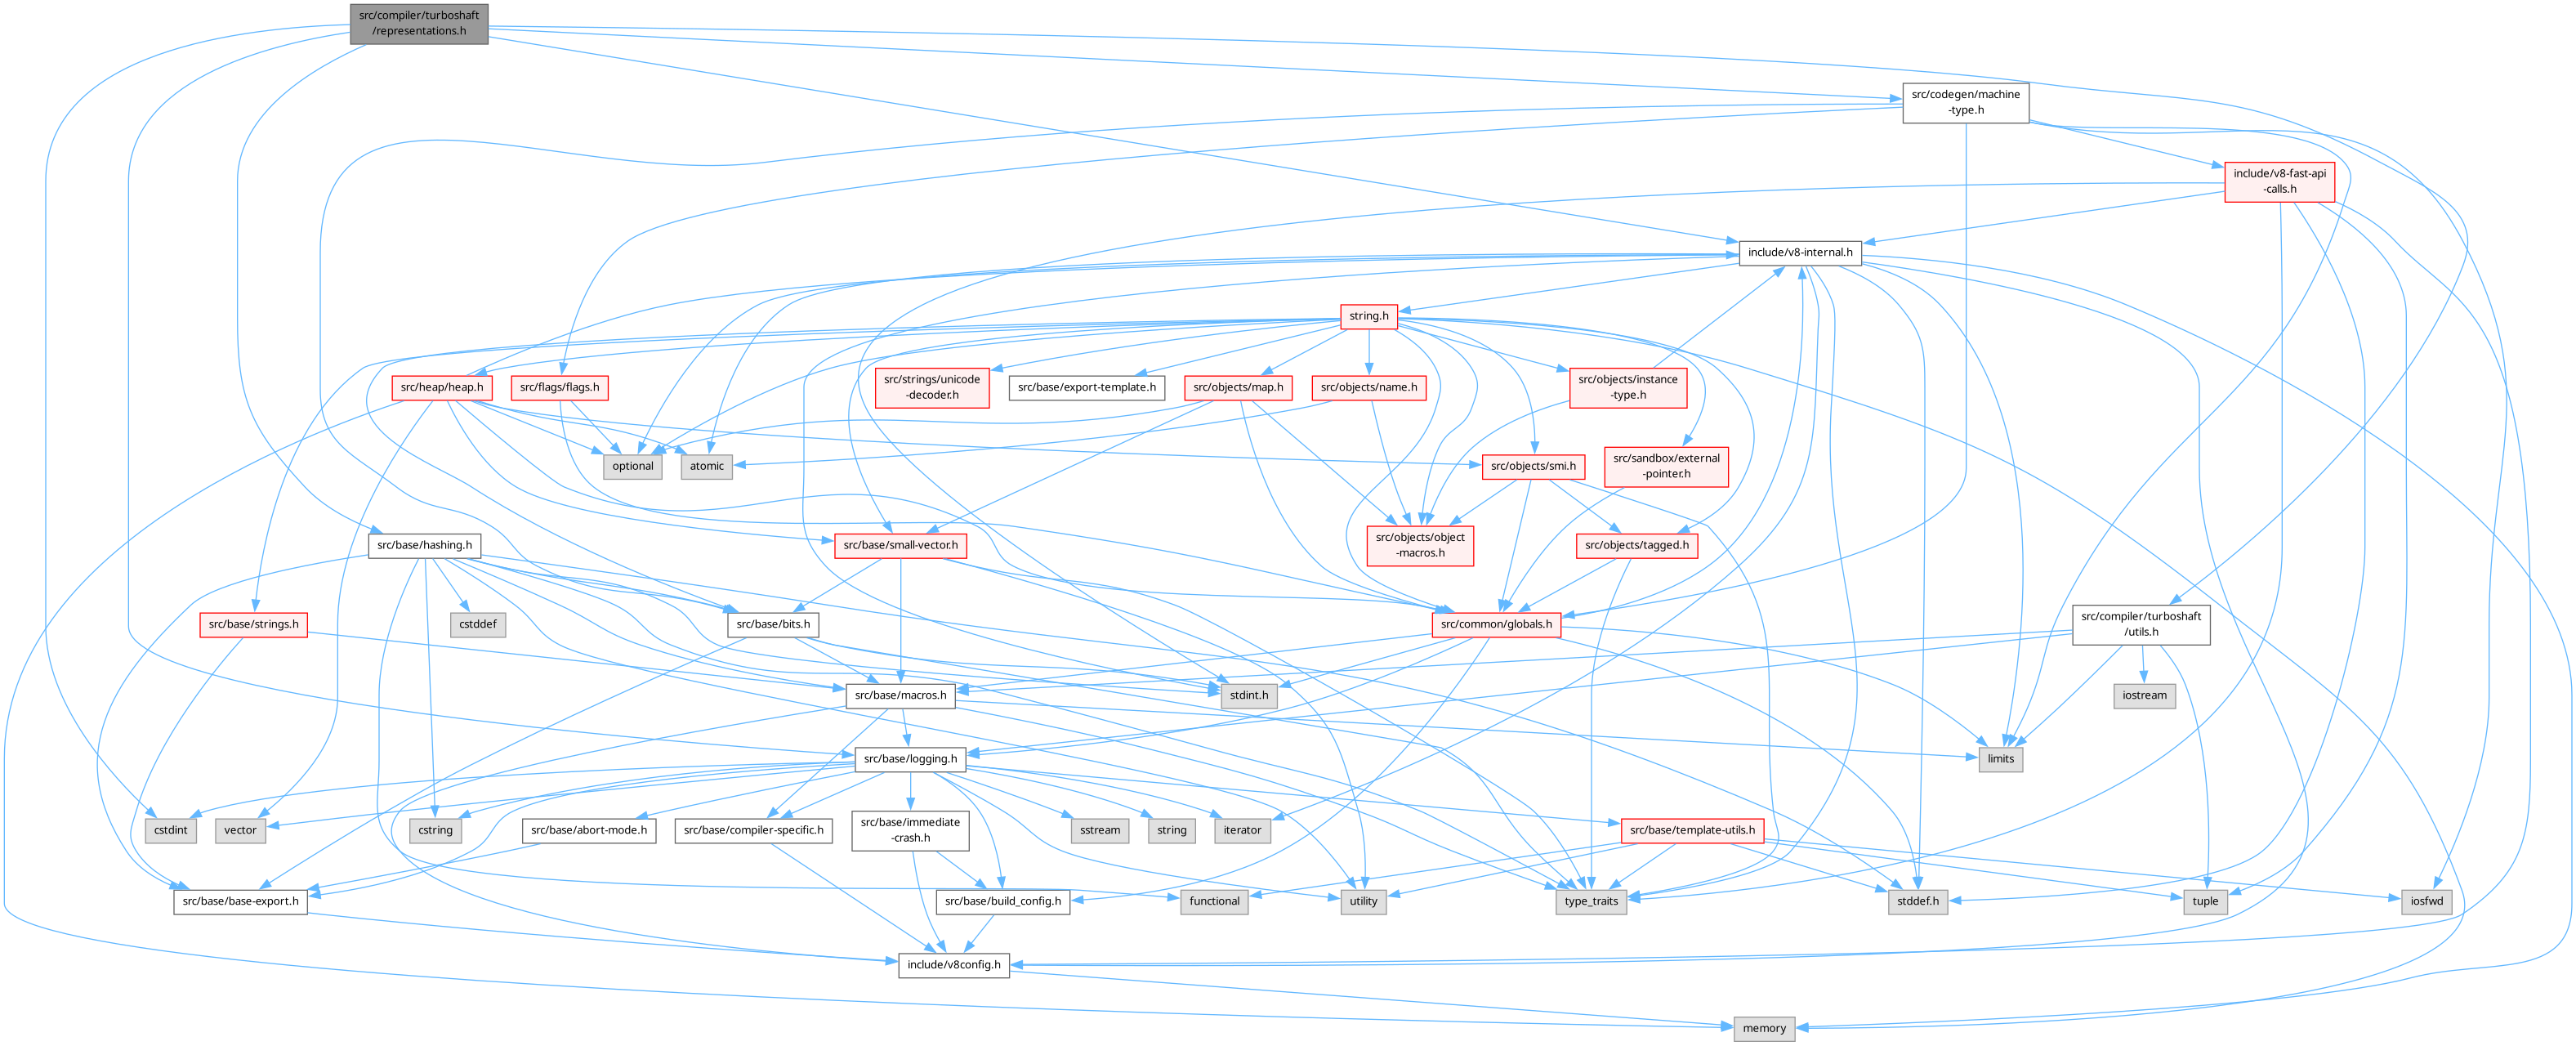 src/compiler/turboshaft
/representations.h
src/codegen/machine
-type.h
include/v8-fast-api
-calls.h
include/v8-internal.h
string.h
src/heap/heap.h
src/flags/flags.h
src/strings/unicode
-decoder.h
src/base/export-template.h
src/objects/map.h
src/objects/name.h
src/objects/instance
-type.h
optional
atomic
src/objects/smi.h
src/sandbox/external
-pointer.h
src/base/hashing.h
src/base/small-vector.h
src/objects/object
-macros.h
src/objects/tagged.h
src/base/strings.h
cstddef
src/base/bits.h
src/common/globals.h
src/compiler/turboshaft
/utils.h
src/base/macros.h
stdint.h
iostream
src/base/logging.h
limits
cstdint
vector
cstring
src/base/abort-mode.h
src/base/compiler-specific.h
src/base/immediate
-crash.h
sstream
string
iterator
src/base/template-utils.h
src/base/base-export.h
src/base/build_config.h
functional
utility
type_traits
stddef.h
tuple
iosfwd
include/v8config.h
memory